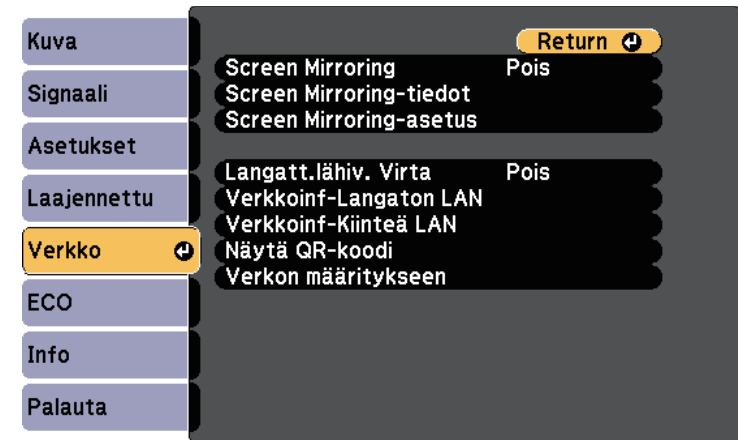 Kuva
Signaali
Asetukset
Laajennettu
Verkko
ECO
Info
Palauta
Return
Screen Mirroring Pois
Screen Mirroring-tiedot
Screen Mirroring-asetus
Langatt.lähiv. Virta Pois
Verkkoinf-Langaton LAN
Verkkoinf-Kiinteä LAN
Näytä QR-koodi
Verkon määritykseen